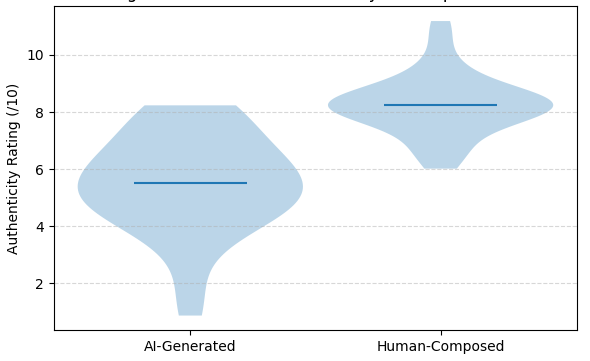 10
8
6
4
2
Authenticity Rating (/10)
AI-Generated
Human-Composed